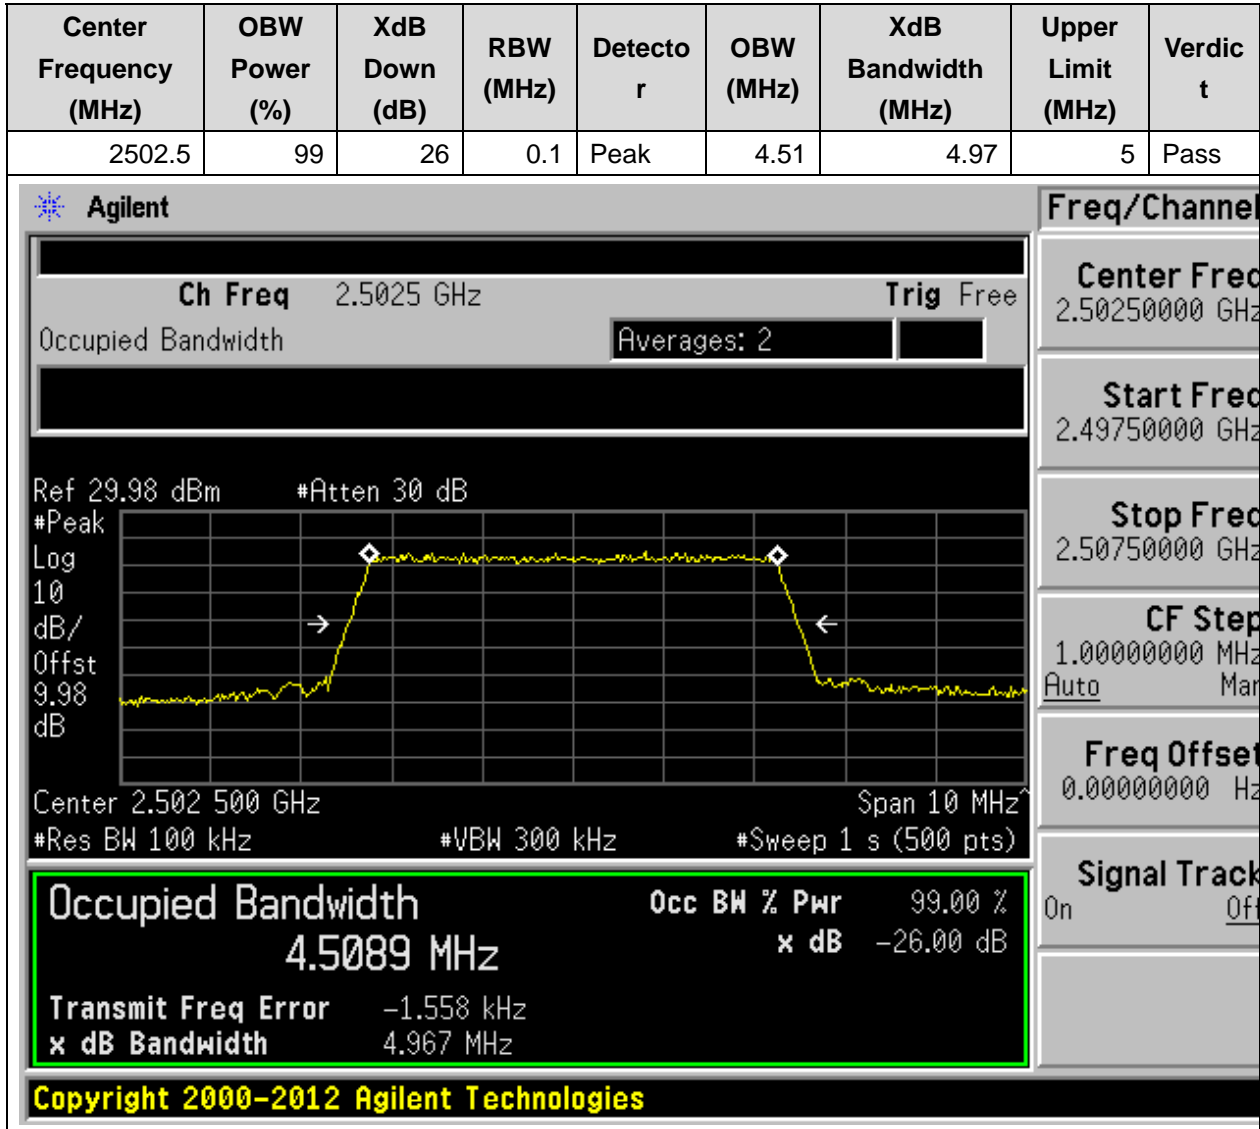 Center Frequency (MHz) OBW Power (%) XdB Down (dB) RBW (MHz) Detecto r OBW (MHz) XdB Bandwidth (MHz) Upper Limit (MHz) Verdic t
2502.5 99 26 0.1 Peak 4.51 4.97 5 Pass
Agilent
Freq/Channel
Ch Freq 2.5025 GHz Trig Free
Occupied Bandwidth Averages: 2
Center Freq
2.50250000 GHz
Start Freq
2.49750000 GHz
Stop Freq
2.50750000 GHz
CF Step
1.00000000 MHz
Auto Man
Freq Offset
0.00000000 Hz
Signal Track
On Off
Ref 29.98 dBm #Atten 30 dB
#Peak
Log
10
dB/
Offst
9.98
dB
Center 2.502 500 GHz Span 10 MHz^
#Res BW 100 kHz #VBW 300 kHz #Sweep 1 s (500 pts)
Occupied Bandwidth Occ BW % Pwr 99.00 %
4.5089 MHz x dB -26.00 dB
Transmit Freq Error -1.558 kHz
x dB Bandwidth 4.967 MHz
Copyright 2000-2012 Agilent Technologies